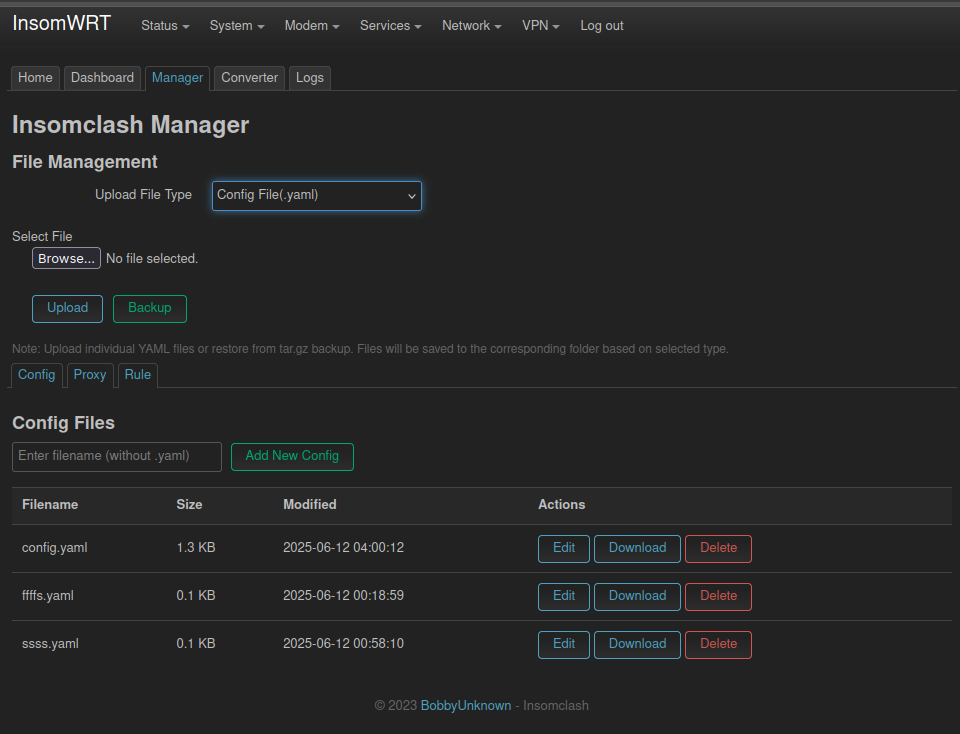 InsomWRT Status System Modem Services Network VPN Log out
Home Dashboard Manager Converter Logs
Insomclash Manager
File Management
Upload File Type Config File(.yaml)
Select File
Browse... No file selected.
Upload Backup
Note: Upload individual YAML files or restore from tar.gz backup. Files will be saved to the corresponding folder based on selected type.
Config Proxy Rule
Config Files
Enter filename (without .yaml) Add New Config
Filename Size Modified Actions
config.yaml 1.3 KB 2025-06-12 04:00:12 Edit Download Delete
ffffs.yaml 0.1 KB 2025-06-12 00:18:59 Edit Download Delete
ssss.yaml 0.1 KB 2025-06-12 00:58:10 Edit Download Delete
© 2023 BobbyUnknown - Insomclash